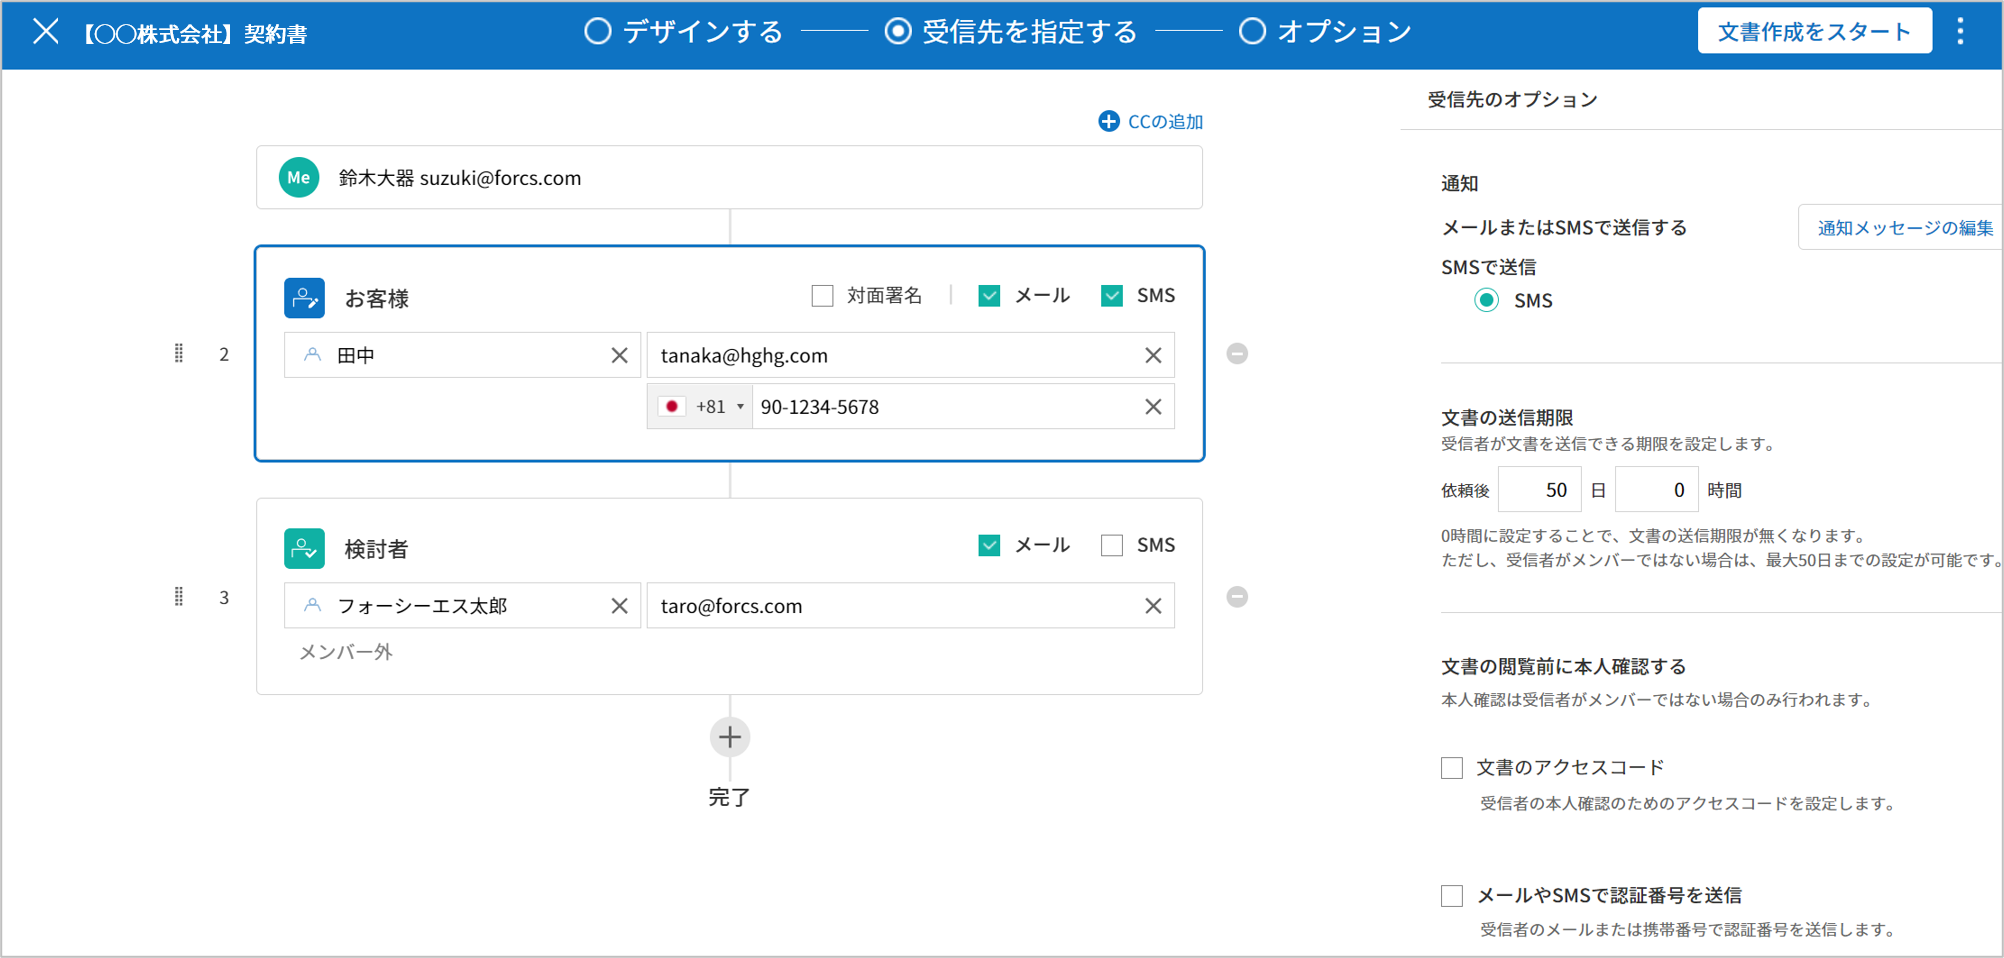 【〇〇株式会社】契約書
デザインする
受信先を指定する
オプション
文書作成をスタート
CCの追加
Me
鈴木大器 suzuki@forcs.com
2
お客様
対面署名
メール
SMS
田中
tanaka@hghg.com
+81
90-1234-5678
3
検討者
メール
SMS
フォーシーエス太郎
taro@forcs.com
メンバー外
完了
受信先のオプション
通知
メールまたはSMSで送信する
通知メッセージの編集
SMSで送信
SMS
文書の送信期限
受信者が文書を送信できる期限を設定します。
依頼後 50 日 0 時間
0時間に設定することで、文書の送信期限が無くなります。
ただし、受信者がメンバーではない場合は、最大50日までの設定が可能です。
文書の閲覧前に本人確認する
本人確認は受信者がメンバーではない場合のみ行われます。
文書のアクセスコード
受信者の本人確認のためのアクセスコードを設定します。
メールやSMSで認証番号を送信
受信者のメールまたは携帯番号で認証番号を送信します。